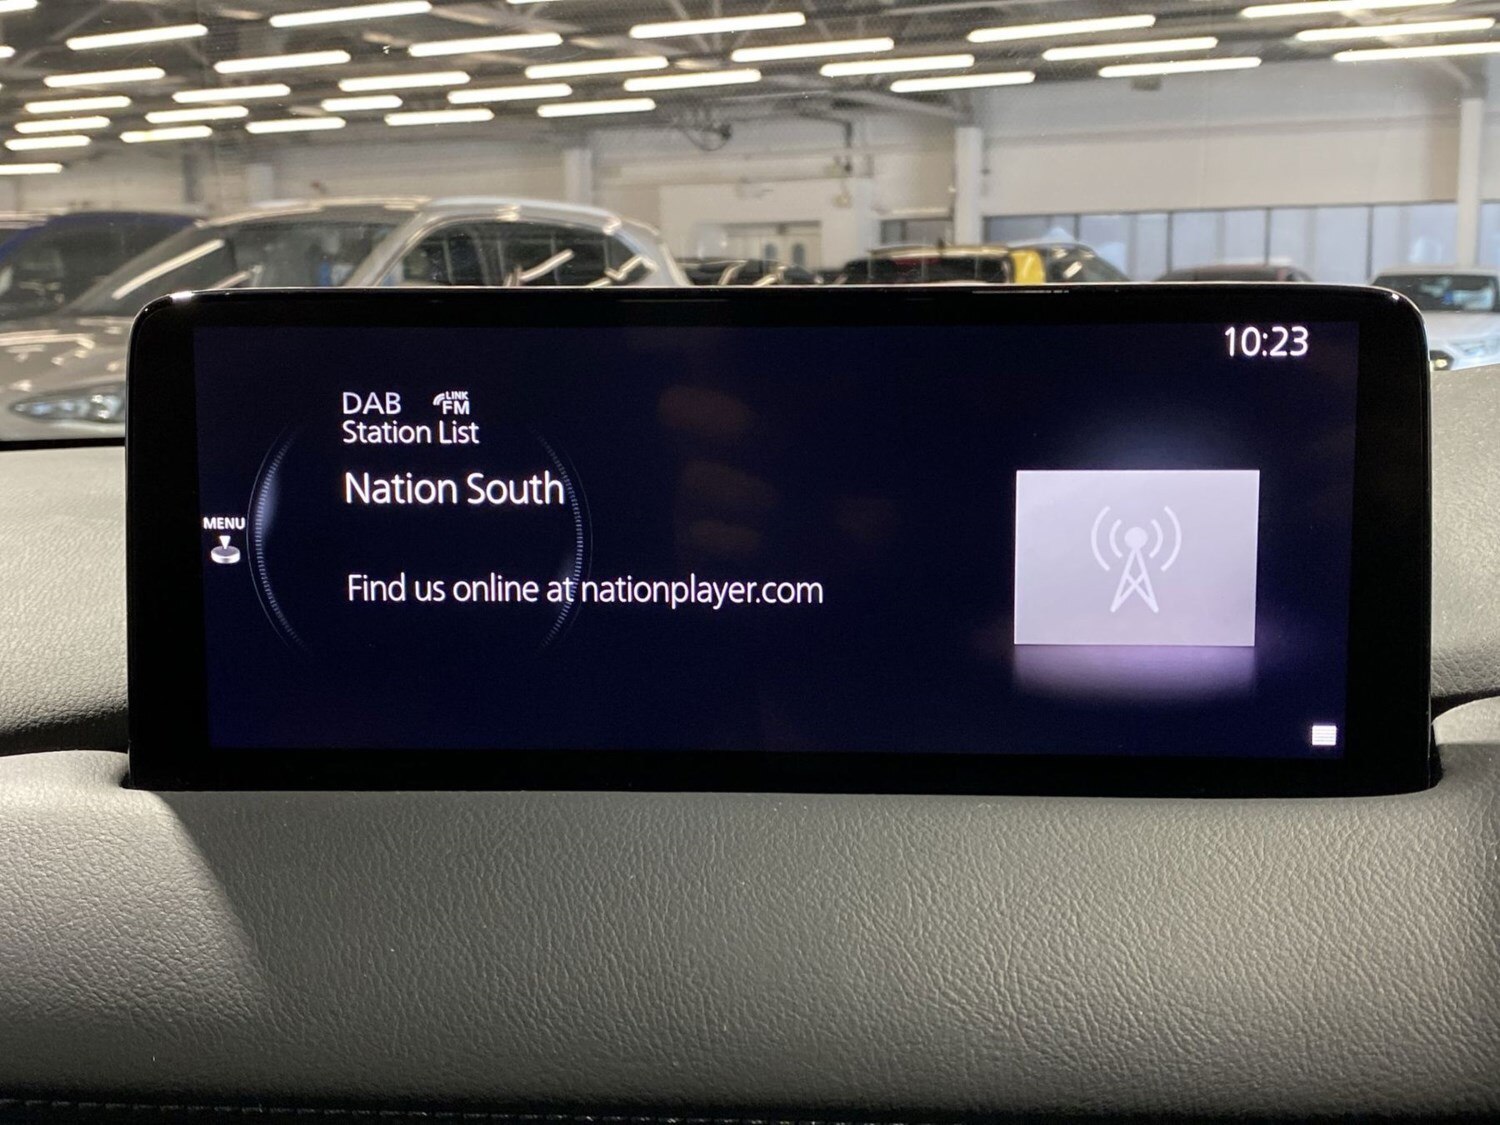 10:23
DAB LINK FM
Station List
Nation South
MENU
Find us online at nationplayer.com